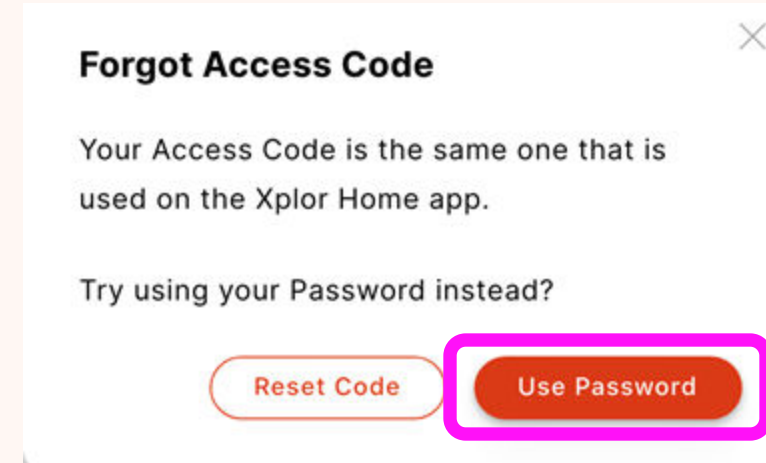 Forgot Access Code
Your Access Code is the same one that is
used on the Xplor Home app.
Try using your Password instead?
Reset Code
Use Password